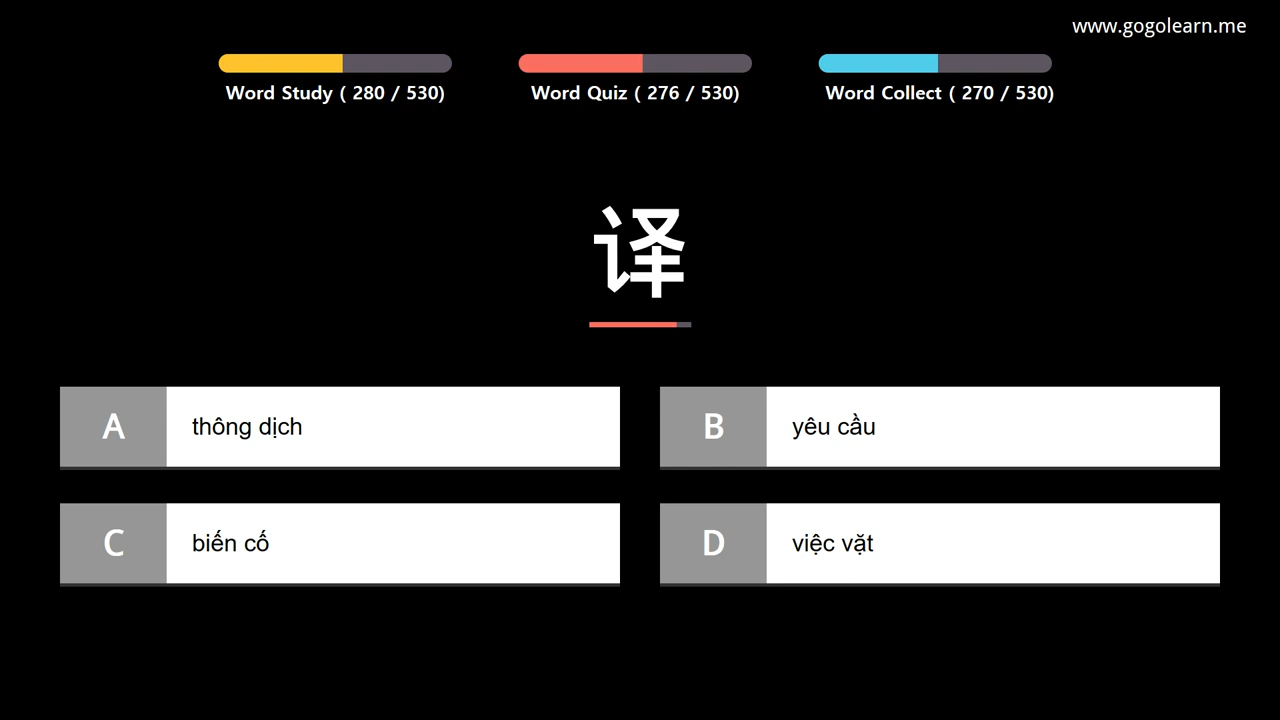 www.gogolearn.me
Word Study ( 280 / 530)
Word Quiz ( 276 / 530)
Word Collect ( 270 / 530)
译
A thông dịch
B yêu cầu
C biến cố
D việc vặt